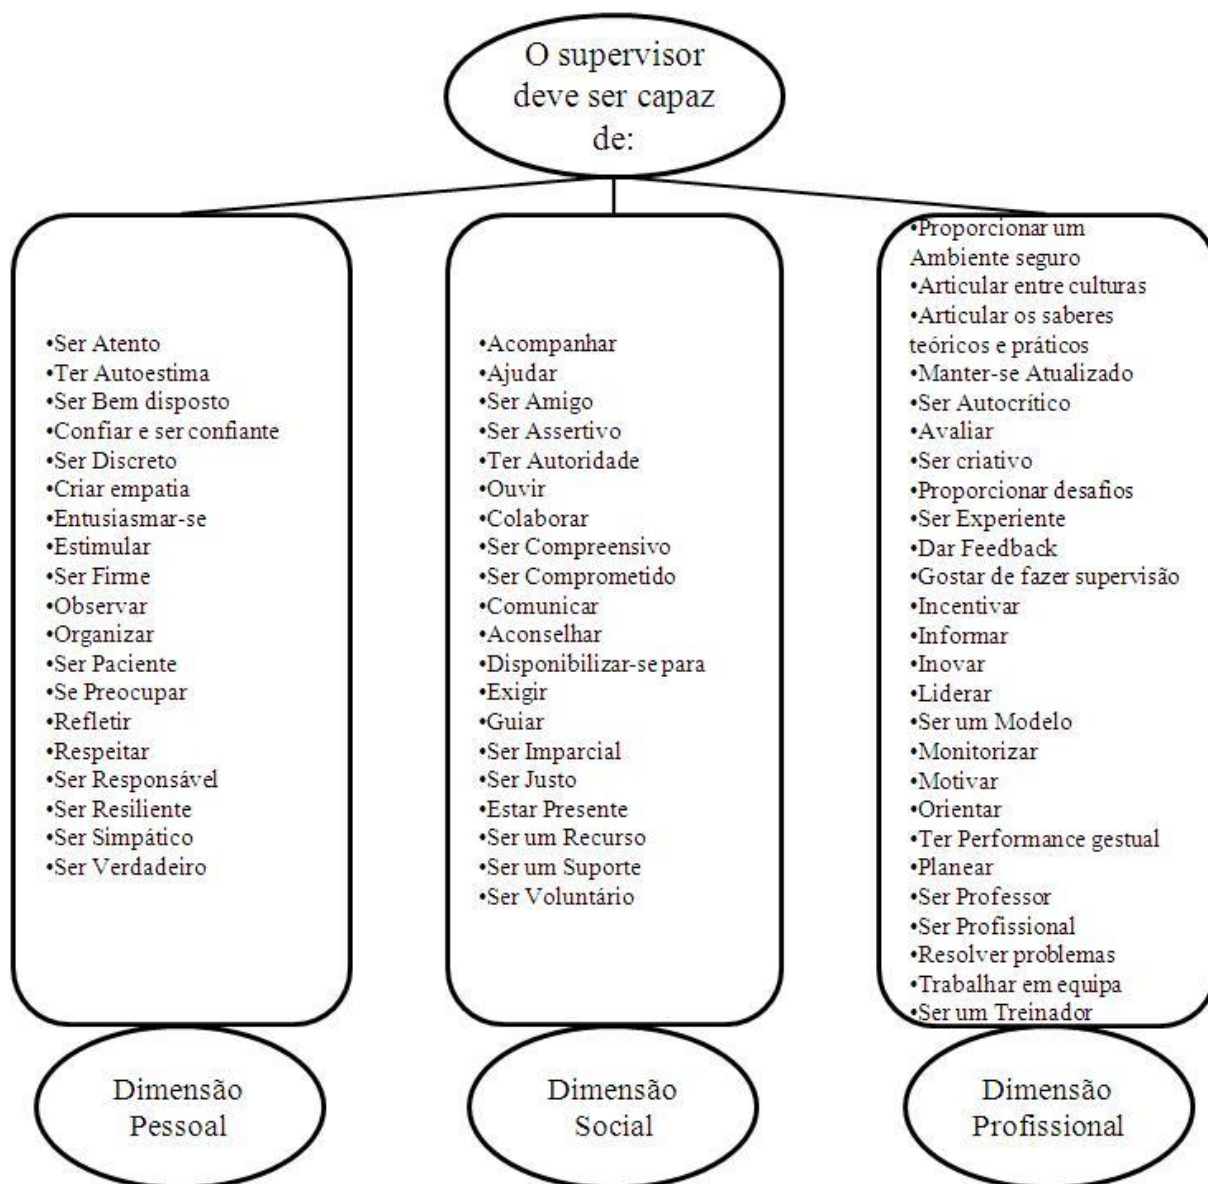 O supervisor
deve ser capaz
de:
•Ser Atento
•Ter Autoestima
•Ser Bem disposto
•Confiar e ser confiante
•Ser Discreto
•Criar empatia
•Entusiasmar-se
•Estimular
•Ser Firme
•Observar
•Organizar
•Ser Paciente
•Se Preocupar
•Refletir
•Respeitar
•Ser Responsável
•Ser Resiliente
•Ser Simpático
•Ser Verdadeiro
Dimensão
Pessoal
•Acompanhar
•Ajudar
•Ser Amigo
•Ser Assertivo
•Ter Autoridade
•Ouvir
•Colaborar
•Ser Compreensivo
•Ser Comprometido
•Comunicar
•Aconselhar
•Disponibilizar-se para
•Exigir
•Guiar
•Ser Imparcial
•Ser Justo
•Estar Presente
•Ser um Recurso
•Ser um Suporte
•Ser Voluntário
Dimensão
Social
•Proporcionar um
Ambiente seguro
•Articular entre culturas
•Articular os saberes
teóricos e práticos
•Manter-se Atualizado
•Ser Autocrítico
•Avaliar
•Ser criativo
•Proporcionar desafios
•Ser Experiente
•Dar Feedback
•Gostar de fazer supervisão
•Incentivar
•Informar
•Inovar
•Liderar
•Ser um Modelo
•Monitorizar
•Motivar
•Orientar
•Ter Performance gestual
•Planear
•Ser Professor
•Ser Profissional
•Resolver problemas
•Trabalhar em equipa
•Ser um Treinador
Dimensão
Profissional